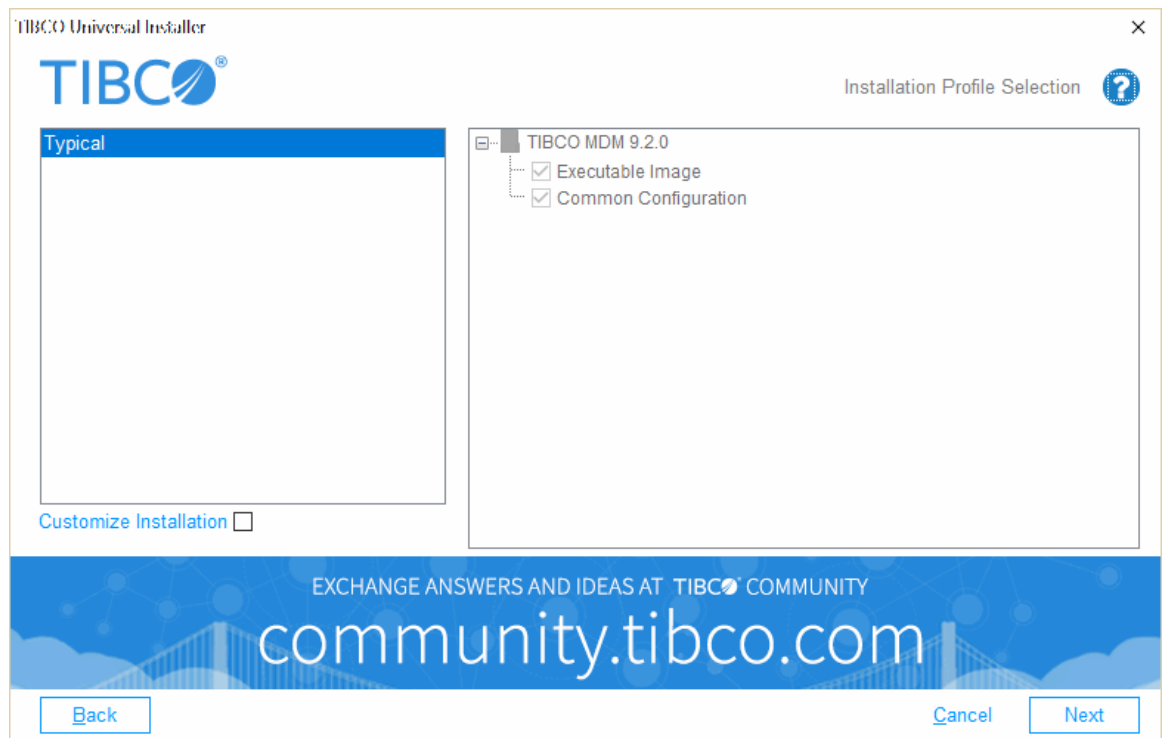 TIBCO Universal Installer
TIBCO®
Installation Profile Selection
?
Typical
TIBCO MDM 9.2.0
Executable Image
Common Configuration
Customize Installation
EXCHANGE ANSWERS AND IDEAS AT TIBCO® COMMUNITY
community.tibco.com
Back
Cancel
Next